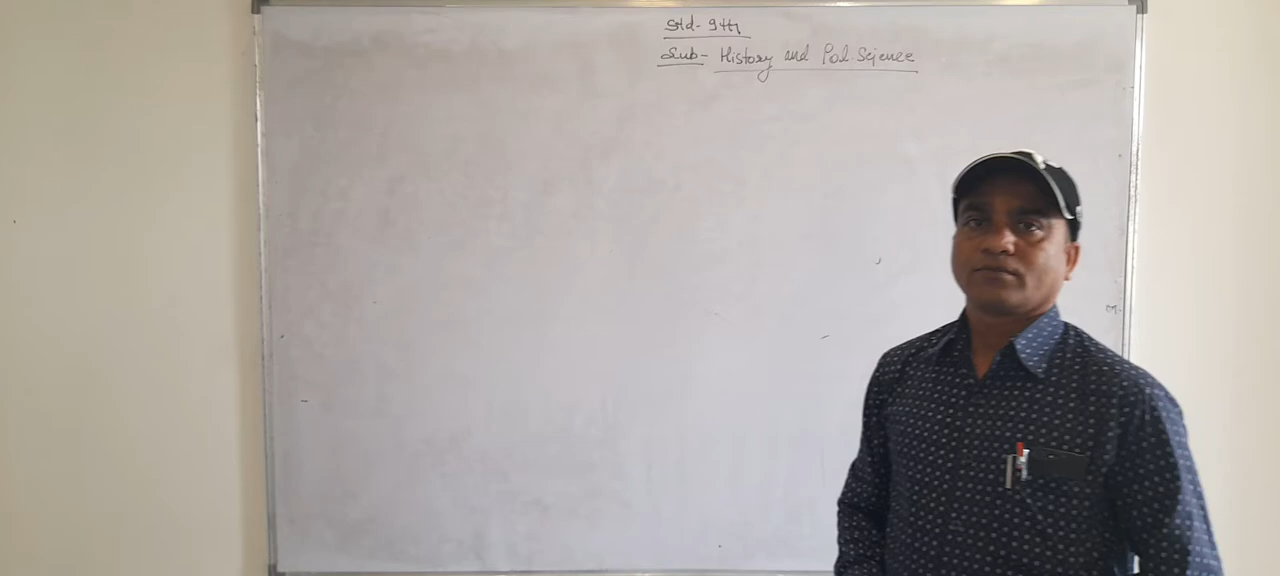 Std- 9th
Sub- History and Pol. Science